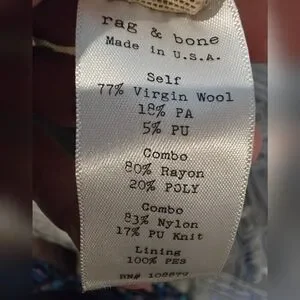 rag & bone
Made in U.S.A.
Self
77% Virgin Wool
18% PA
5% PU
Combo
80% Rayon
20% POLY
Combo
83% Nylon
17% PU Knit
Lining
100% PES
RN#